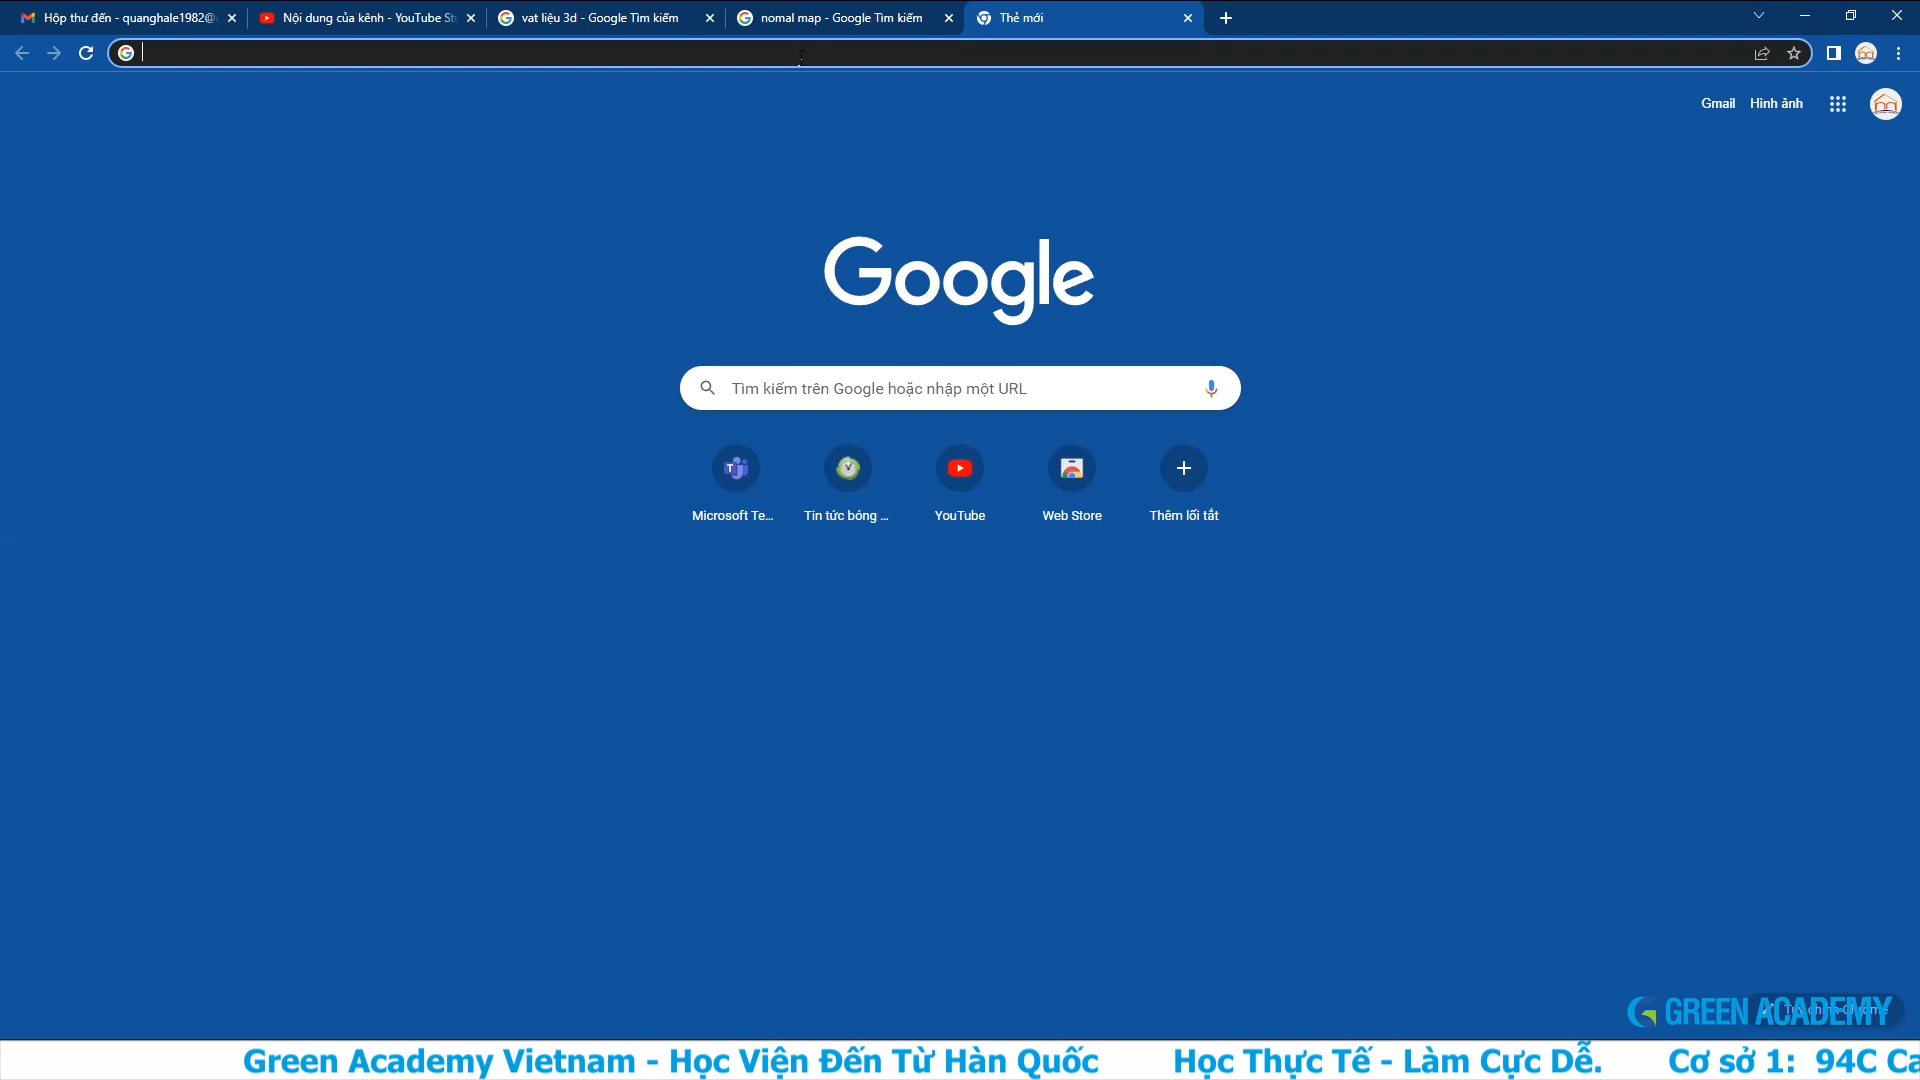 Hộp thư đến - quanghale1982@g
Nội dung của kênh - YouTube St
vat liệu 3d - Google Tìm kiếm
nomal map - Google Tìm kiếm
Thẻ mới
Gmail Hình ảnh
Google
Tìm kiếm trên Google hoặc nhập một URL
Microsoft Te...
Tin tức bóng ...
YouTube
Web Store
Thêm lối tắt
GREEN ACADEMY
Green Academy Vietnam - Học Viện Đến Từ Hàn Quốc Học Thực Tế - Làm Cực Dễ. Cơ sở 1: 94C Ca